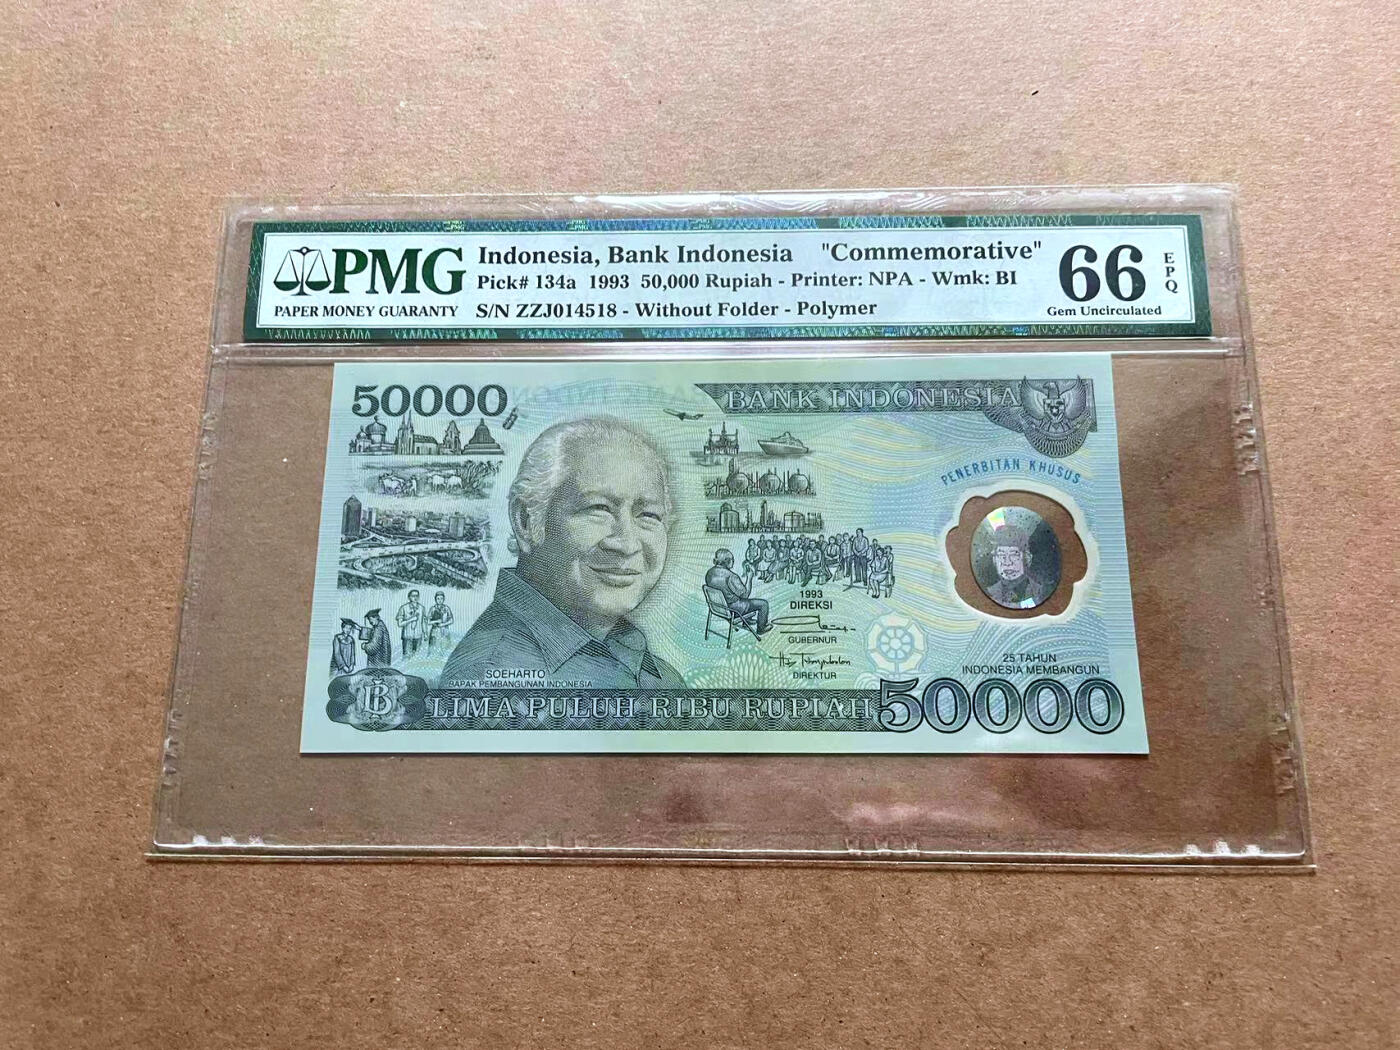 PMG
PAPER MONEY GUARANTY
Indonesia, Bank Indonesia "Commemorative"
Pick# 134a 1993 50,000 Rupiah - Printer: NPA - Wmk: BI
S/N ZZJ014518 - Without Folder - Polymer
66
EPQ
Gem Uncirculated
50000
BANK INDONESIA
PENERBITAN KHUSUS
1993
DIREKSI
GUBERNUR
DIREKTUR
SOEHARTO
BAPAK PEMBANGUNAN INDONESIA
25 TAHUN
INDONESIA MEMBANGUN
LIMA PULUH RIBU RUPIAH
50000